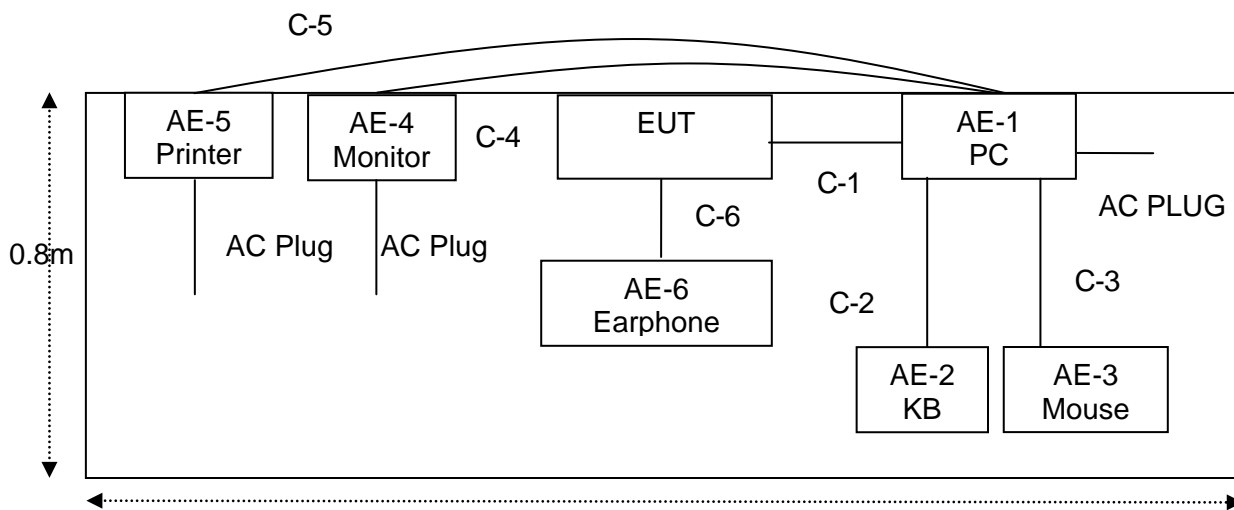 C-5
AE-5
Printer
AE-4
Monitor
C-4
EUT
AE-1
PC
C-1
AC PLUG
C-6
AC Plug
AC Plug
0.8m
AE-6
Earphone
C-2
C-3
AE-2
KB
AE-3
Mouse